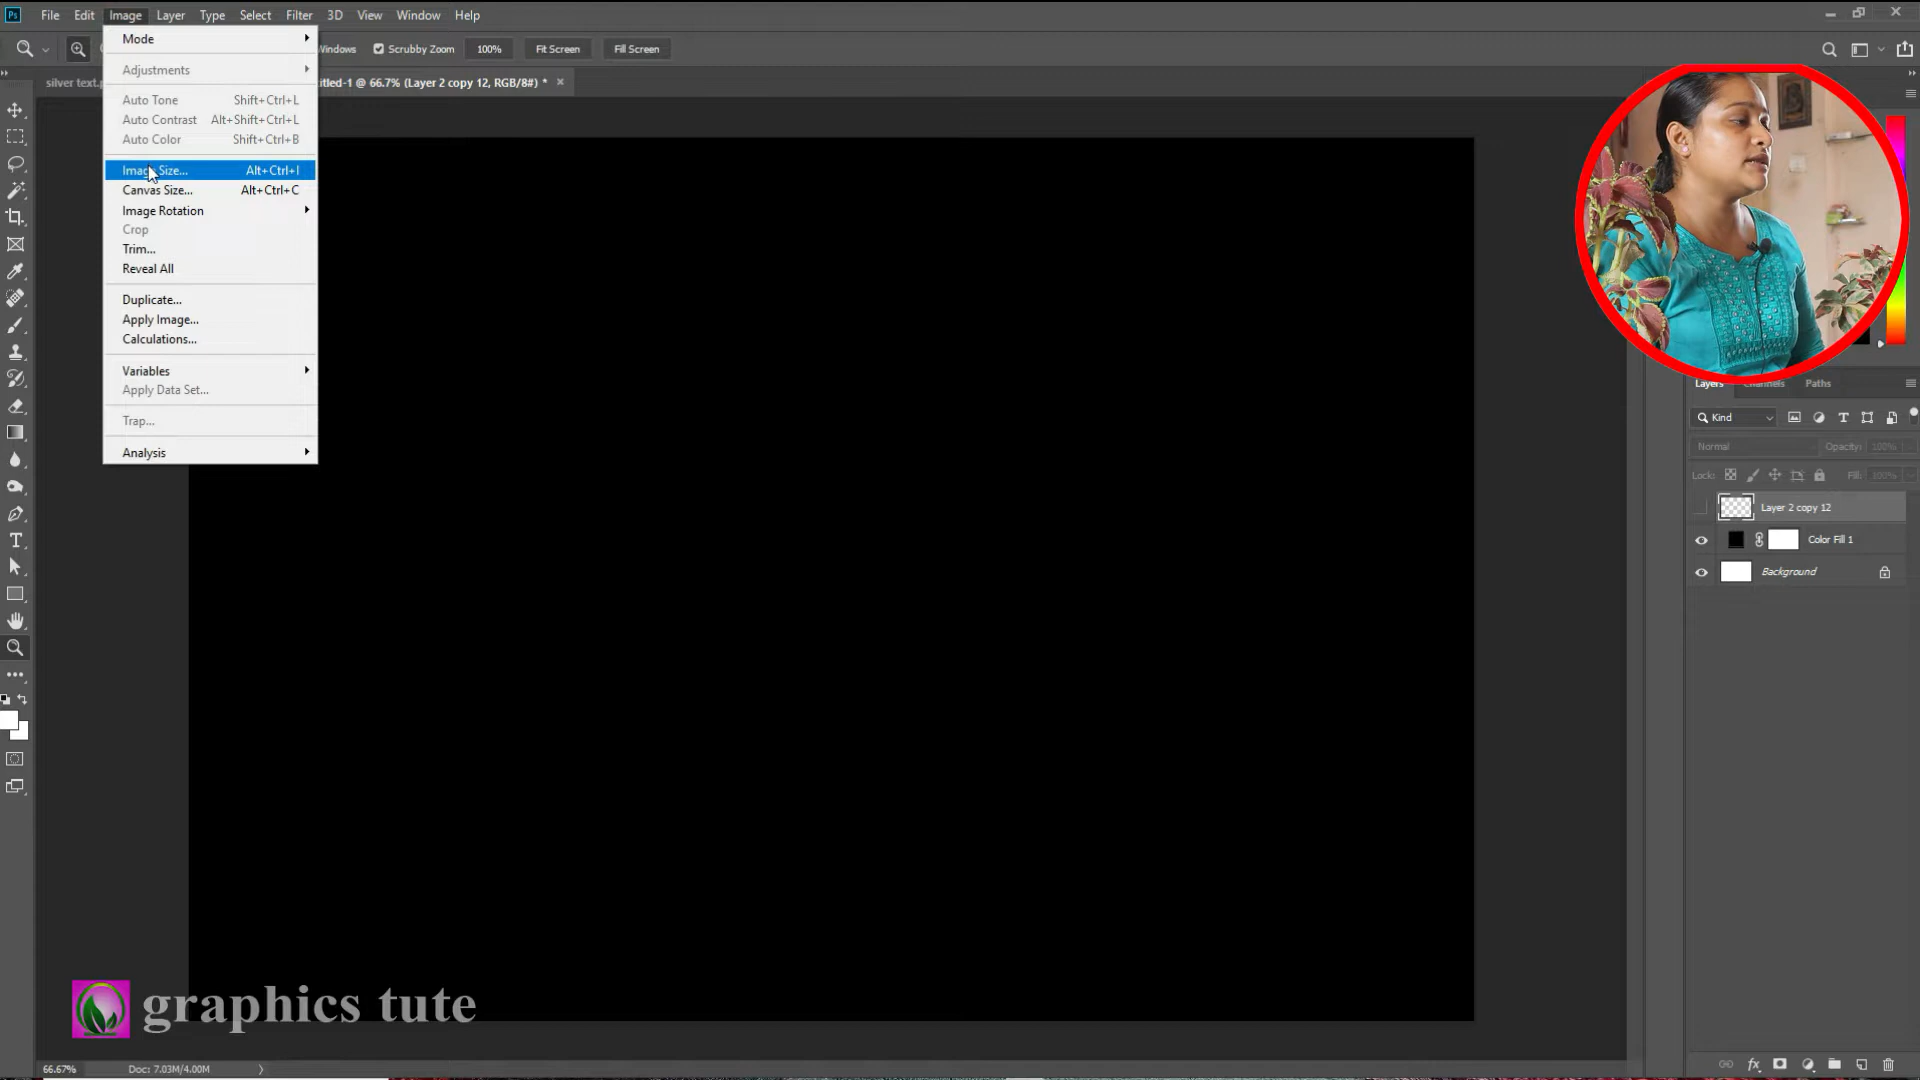 Ps File Edit Image Layer Type Select Filter 3D View Window Help
Windows Scrubby Zoom 100% Fit Screen Fill Screen
silver text. itled-1 @ 66.7% (Layer 2 copy 12, RGB/8#) *
Mode
Adjustments
Auto Tone Shift+Ctrl+L
Auto Contrast Alt+Shift+Ctrl+L
Auto Color Shift+Ctrl+B
Image Size... Alt+Ctrl+I
Canvas Size... Alt+Ctrl+C
Image Rotation
Crop
Trim...
Reveal All
Duplicate...
Apply Image...
Calculations...
Variables
Apply Data Set...
Trap...
Analysis
Layers Channels Paths
Kind
Normal Opacity: 100%
Lock: Fill: 100%
Layer 2 copy 12
Color Fill 1
Background
graphics tute
66.67% Doc: 7.03M/4.00M